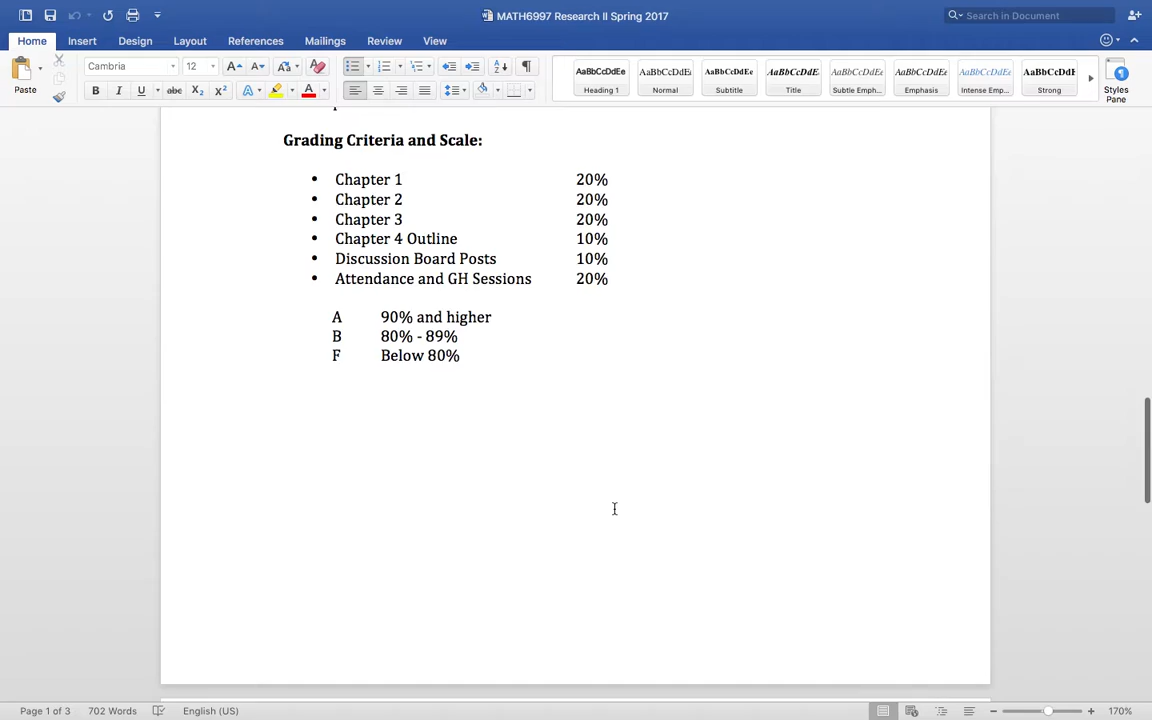 MATH6997 Research II Spring 2017
Search in Document
Home Insert Design Layout References Mailings Review View
Paste
Cambria 12
AaBbCcDdEe AaBbCcDdEe AaBbCcDdEe AaBbCcDdE AaBbCcDdEe AaBbCcDdEe AaBbCcDdEe AaBbCcDdE
Heading 1 Normal Subtitle Title Subtle Emph... Emphasis Intense Emp... Strong
Styles
Pane
Grading Criteria and Scale:
• Chapter 1 20%
• Chapter 2 20%
• Chapter 3 20%
• Chapter 4 Outline 10%
• Discussion Board Posts 10%
• Attendance and GH Sessions 20%
A 90% and higher
B 80% - 89%
F Below 80%
Page 1 of 3 702 Words English (US) 170%